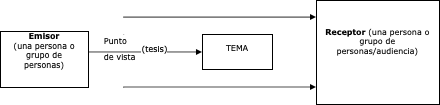 Emisor
(una persona o
grupo de
personas)
Punto
de vista
(tesis)
TEMA
Receptor (una persona o
grupo de
personas/audiencia)